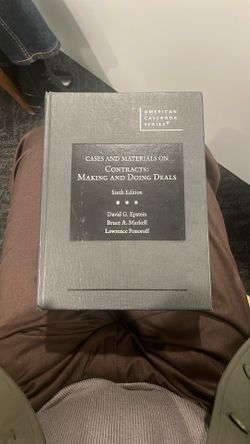 AMERICAN
CASEBOOK
SERIES®
CASES AND MATERIALS ON
CONTRACTS:
MAKING AND DOING DEALS
Sixth Edition
David G. Epstein
Bruce A. Markell
Lawrence Ponoroff